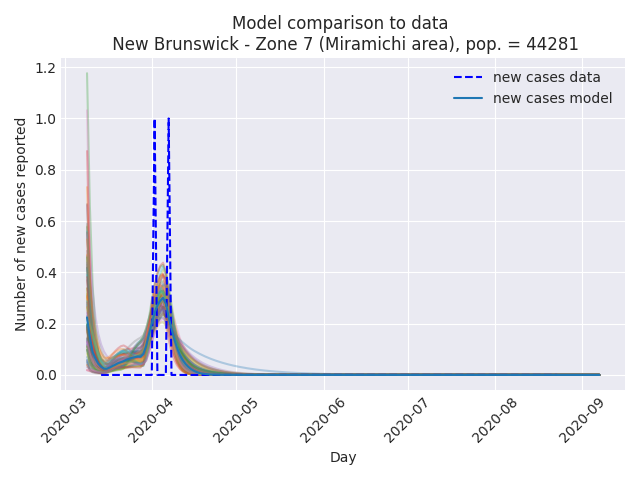 Model comparison to data
New Brunswick - Zone 7 (Miramichi area), pop. = 44281
new cases data
new cases model
Number of new cases reported
1.2
1.0
0.8
0.6
0.4
0.2
0.0
2020-03
2020-04
2020-05
2020-06
2020-07
2020-08
2020-09
Day